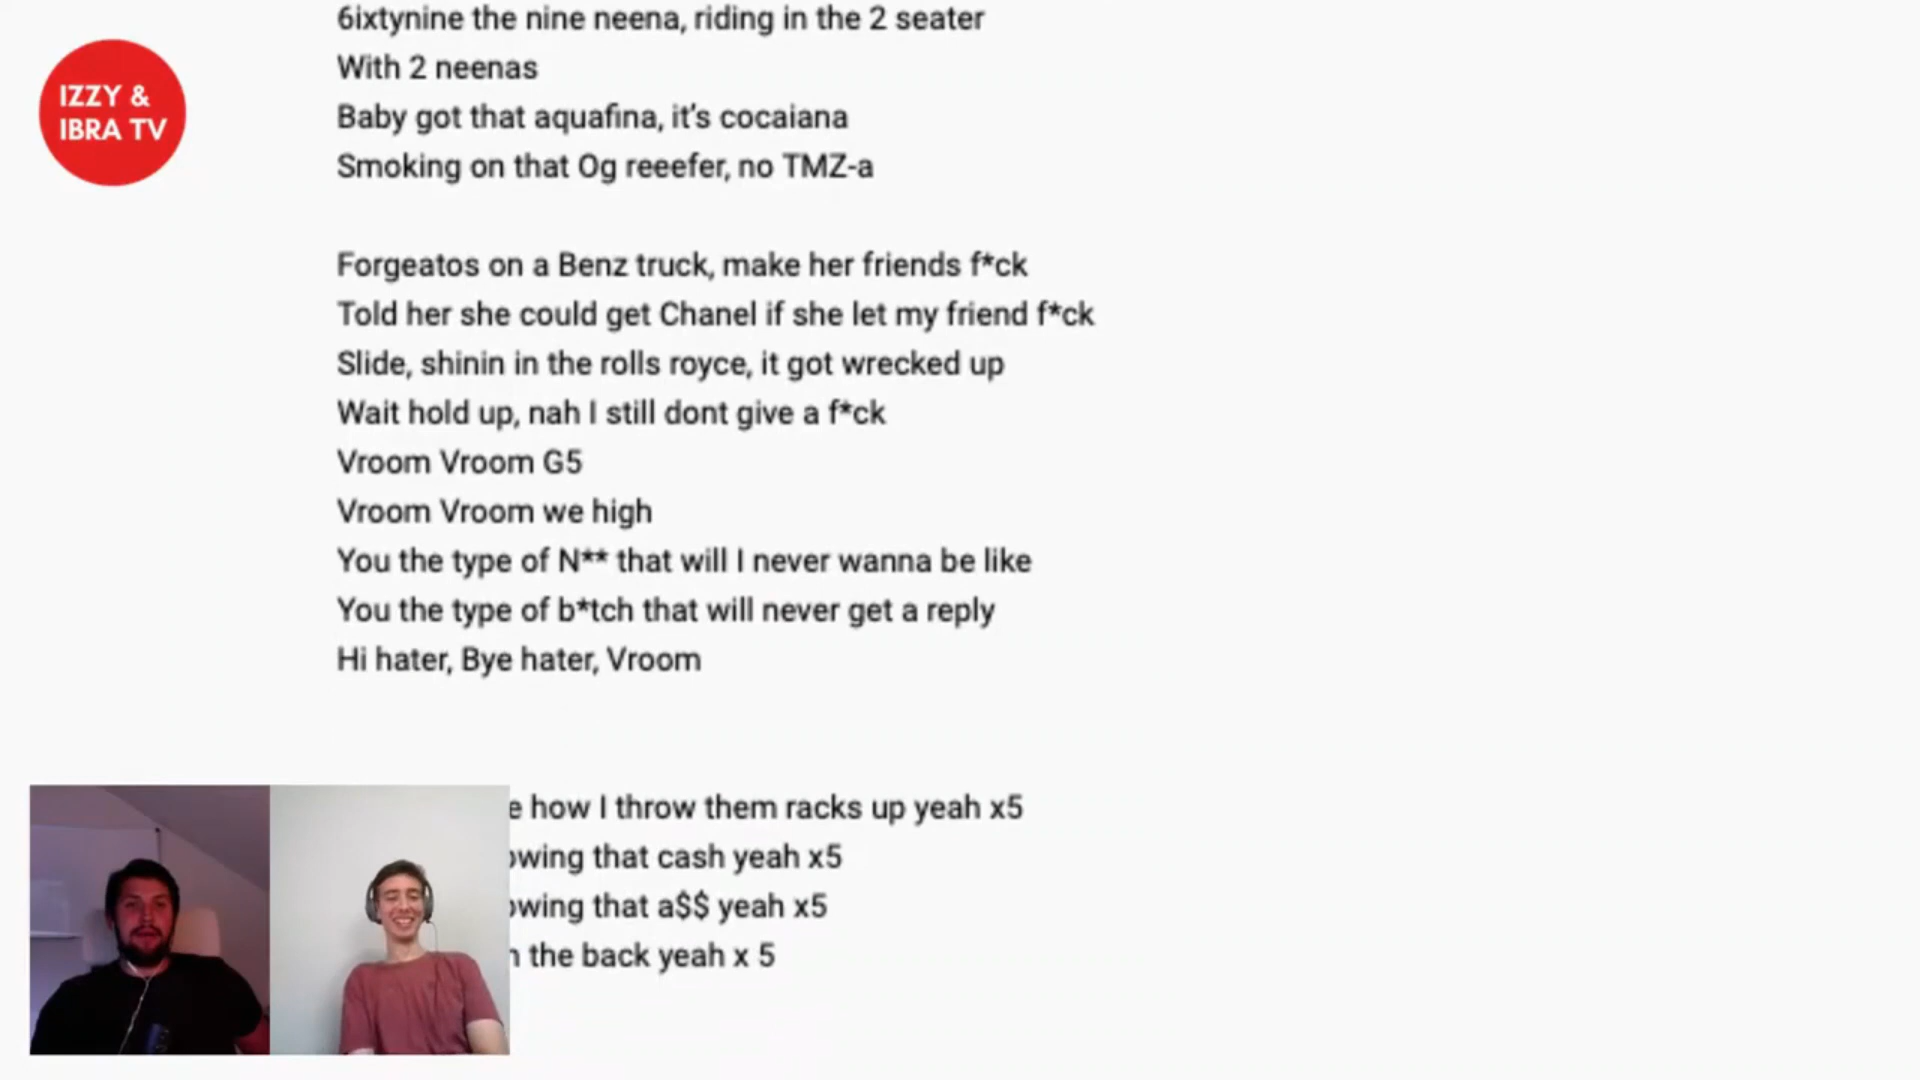 IZZY &
IBRA TV
6ixtynine the nine neena, riding in the 2 seater
With 2 neenas
Baby got that aquafina, it's cocaiana
Smoking on that Og reeefer, no TMZ-a
Forgeatos on a Benz truck, make her friends f*ck
Told her she could get Chanel if she let my friend f*ck
Slide, shinin in the rolls royce, it got wrecked up
Wait hold up, nah I still dont give a f*ck
Vroom Vroom G5
Vroom Vroom we high
You the type of N** that will I never wanna be like
You the type of b*tch that will never get a reply
Hi hater, Bye hater, Vroom
how I throw them racks up yeah x5
that cash yeah x5
that a$$ yeah x5
the back yeah x 5